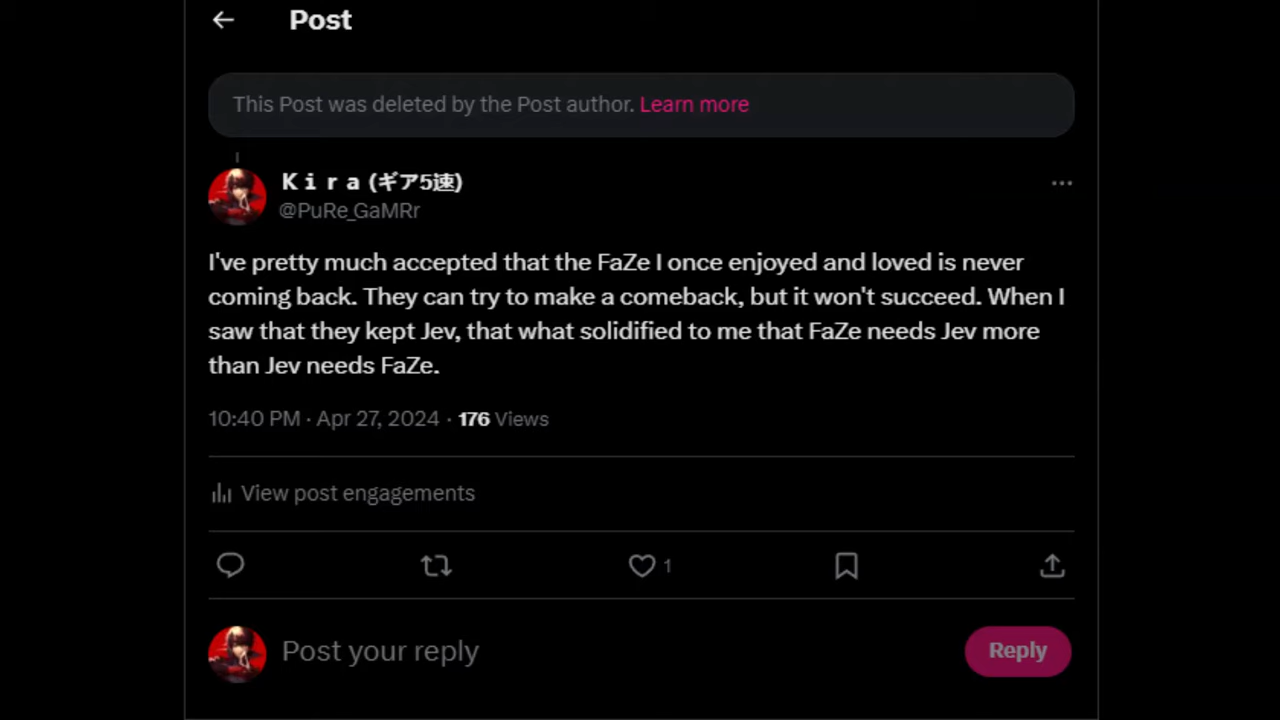 Post
This Post was deleted by the Post author. Learn more
Kira (ギア5速)
@PuRe_GaMRr
I've pretty much accepted that the FaZe I once enjoyed and loved is never
coming back. They can try to make a comeback, but it won't succeed. When I
saw that they kept Jev, that what solidified to me that FaZe needs Jev more
than Jev needs FaZe.
10:40 PM · Apr 27, 2024 · 176 Views
View post engagements
1
Post your reply
Reply